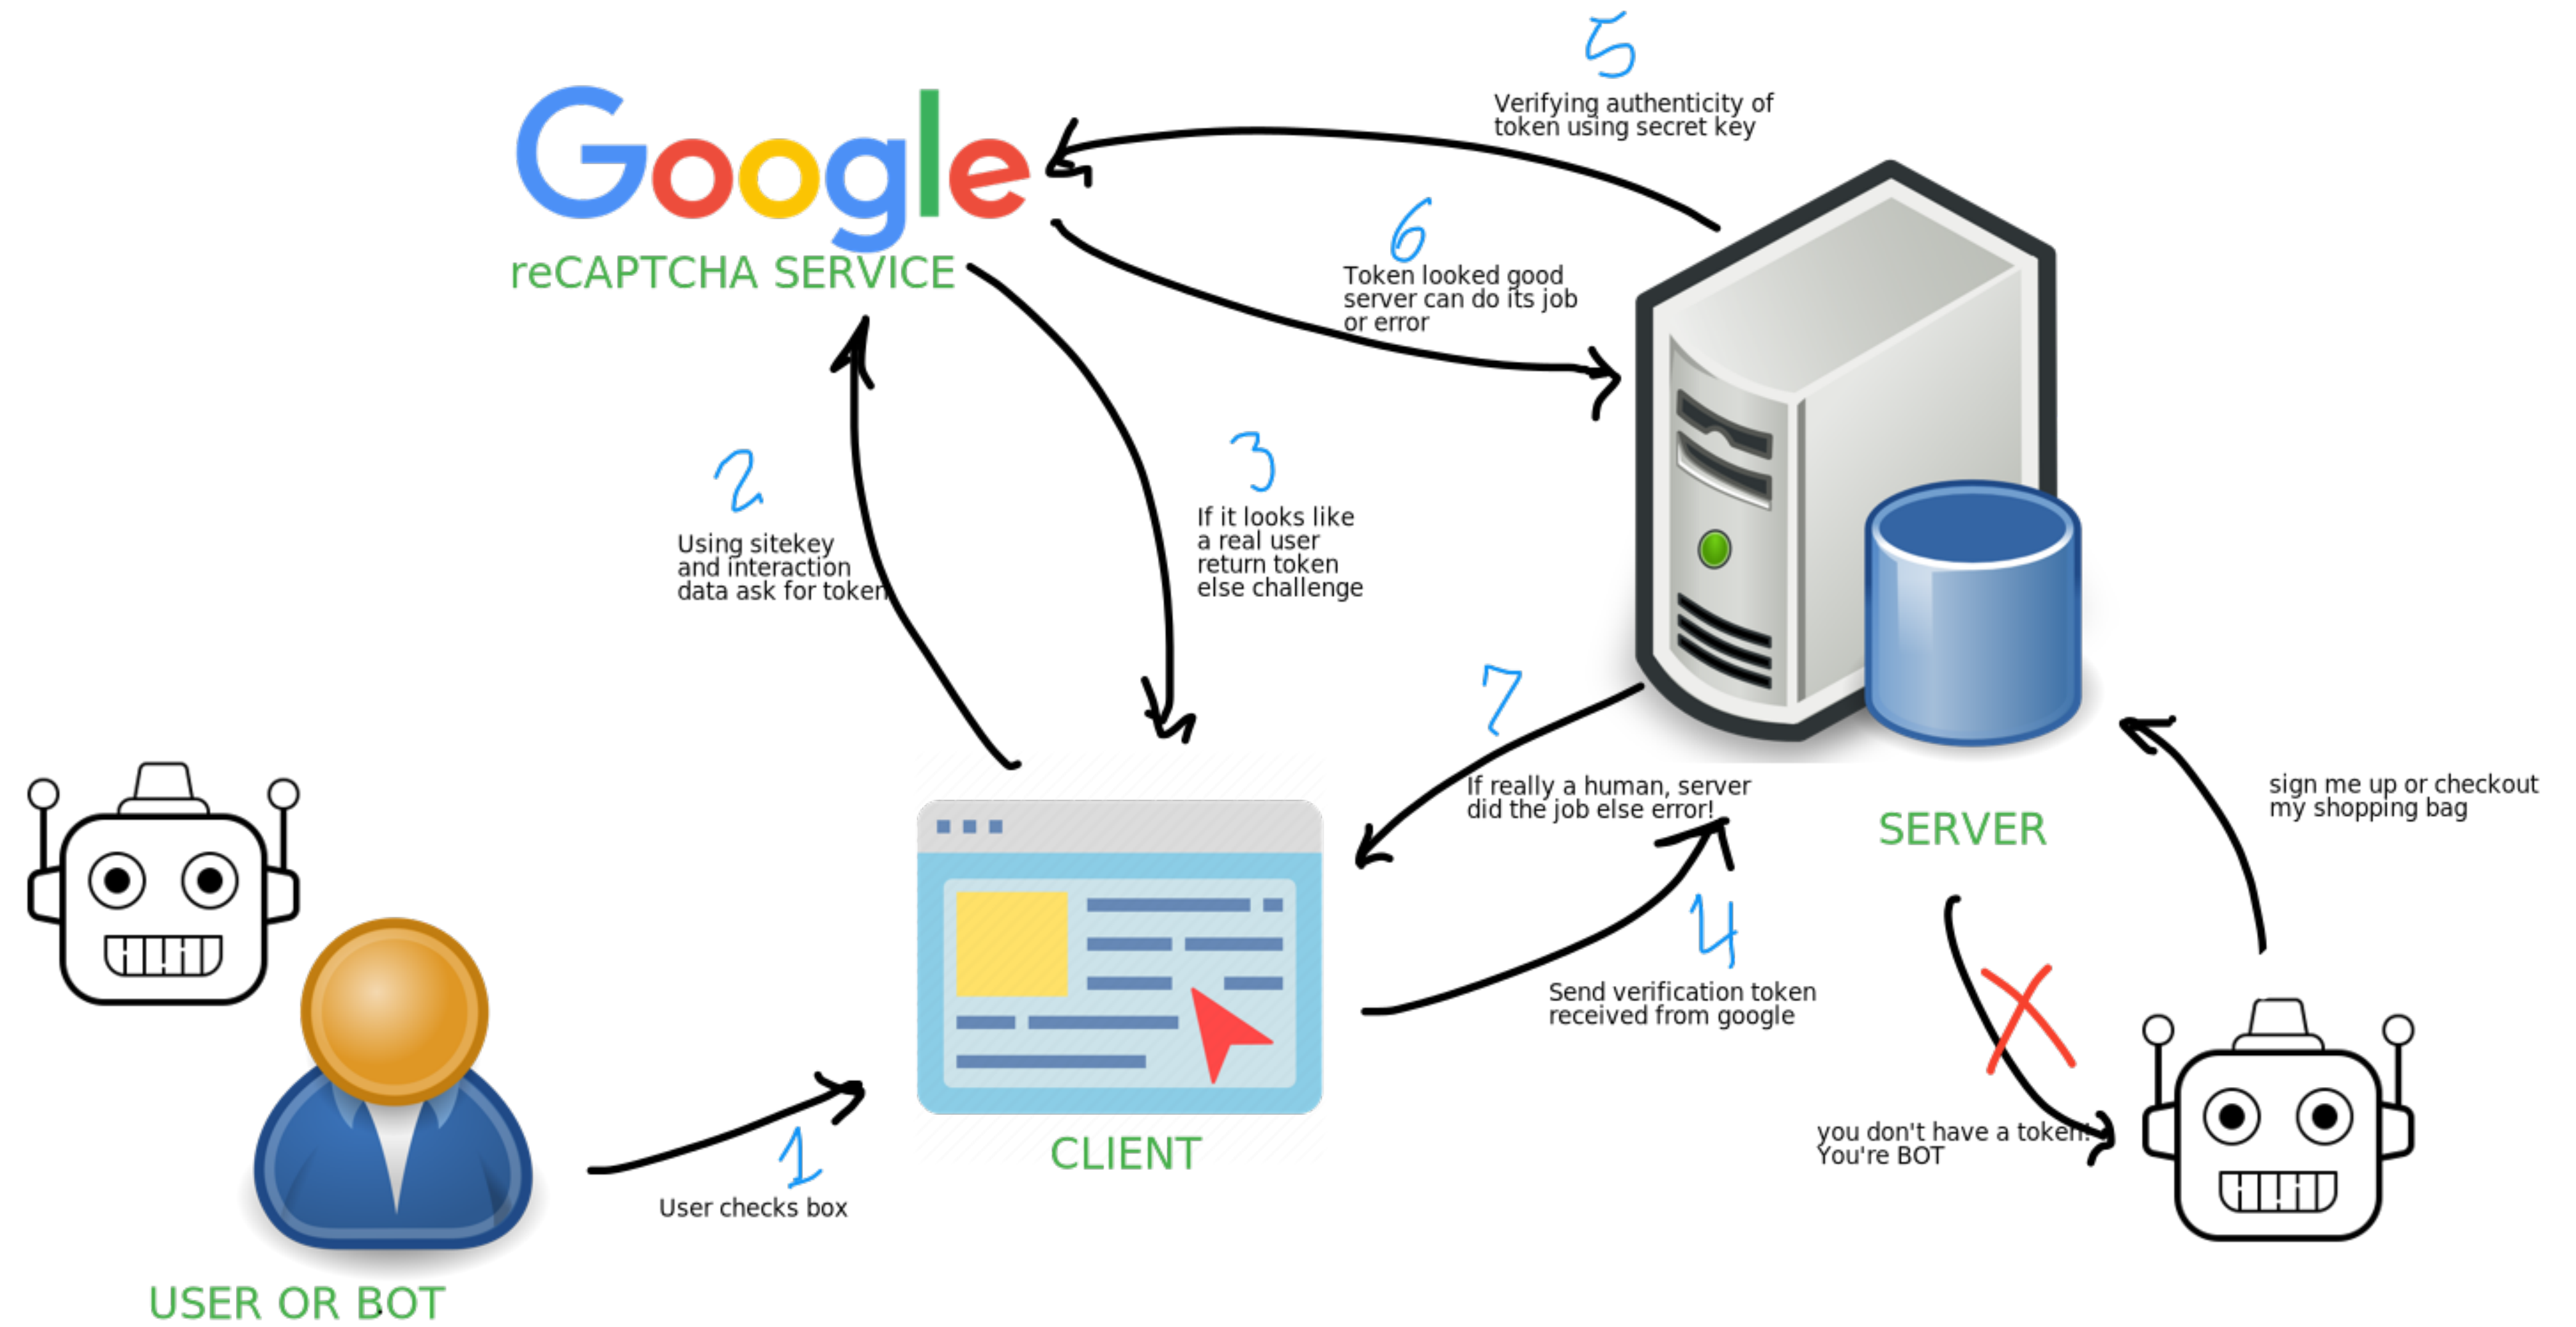 5
Verifying authenticity of
token using secret key
Google
reCAPTCHA SERVICE
6
Token looked good
server can do its job
or error
2
Using sitekey
and interaction
data ask for token
3
If it looks like
a real user
return token
else challenge
7
If really a human, server
did the job else error!
SERVER
sign me up or checkout
my shopping bag
4
Send verification token
received from google
you don't have a token!
You're BOT
CLIENT
1
User checks box
USER OR BOT